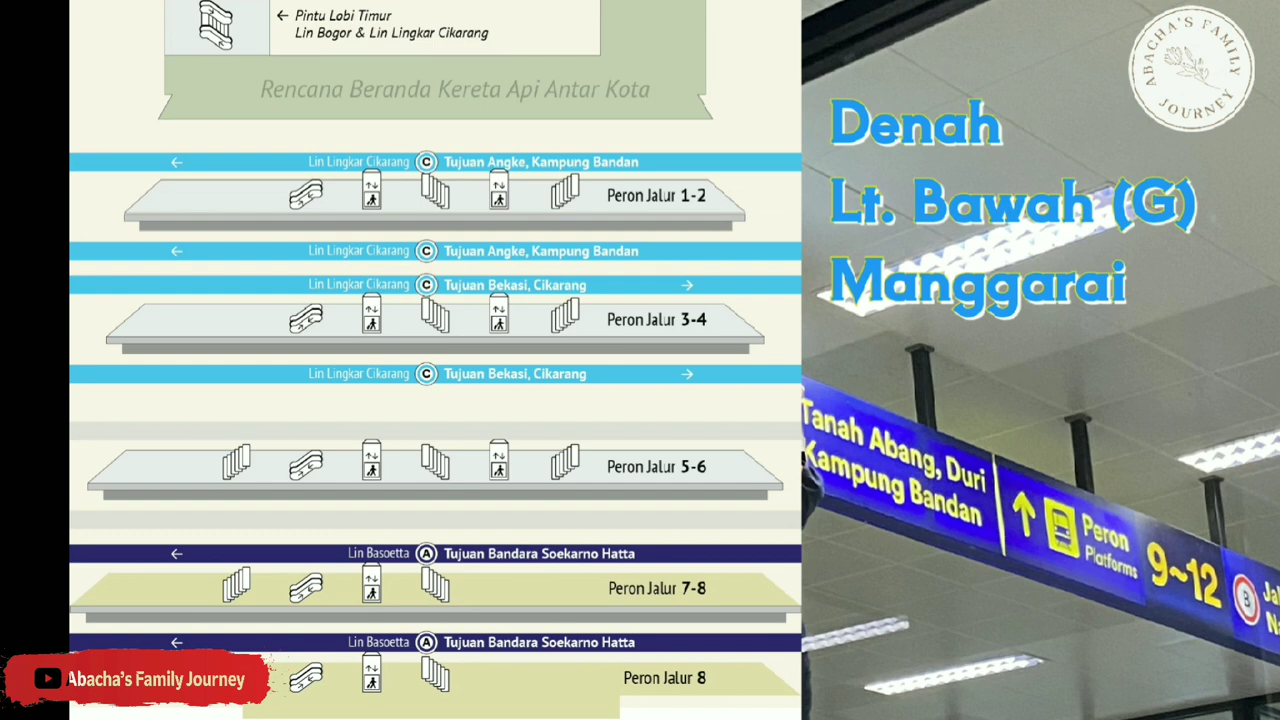 ← Pintu Lobi Timur
Lin Bogor & Lin Lingkar Cikarang
Rencana Beranda Kereta Api Antar Kota
← Lin Lingkar Cikarang C Tujuan Angke, Kampung Bandan
Peron Jalur 1-2
← Lin Lingkar Cikarang C Tujuan Angke, Kampung Bandan
Lin Lingkar Cikarang C Tujuan Bekasi, Cikarang →
Peron Jalur 3-4
Lin Lingkar Cikarang C Tujuan Bekasi, Cikarang →
Peron Jalur 5-6
← Lin Basoetta A Tujuan Bandara Soekarno Hatta
Peron Jalur 7-8
← Lin Basoetta A Tujuan Bandara Soekarno Hatta
Peron Jalur 8
Abacha's Family Journey
ABACHA'S FAMILY
JOURNEY
Denah
Lt. Bawah (G)
Manggarai
Tanah Abang, Duri
Kampung Bandan
↑ Peron
Platforms
9~12
B